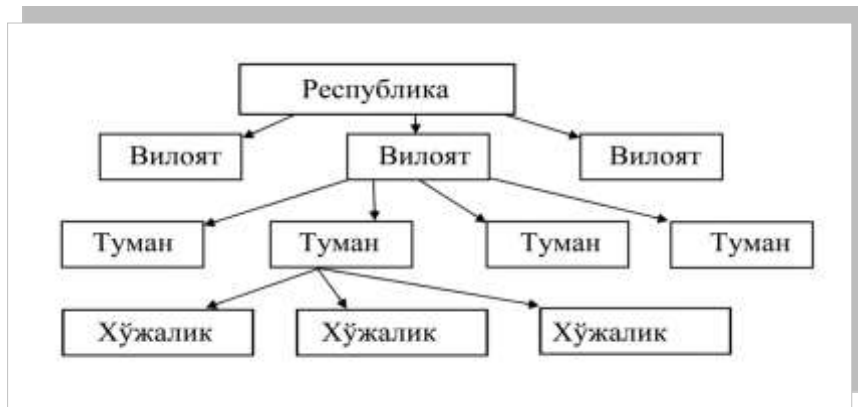 Республика
Вилоят Вилоят Вилоят
Туман Туман Туман Туман
Хўжалик Хўжалик Хўжалик